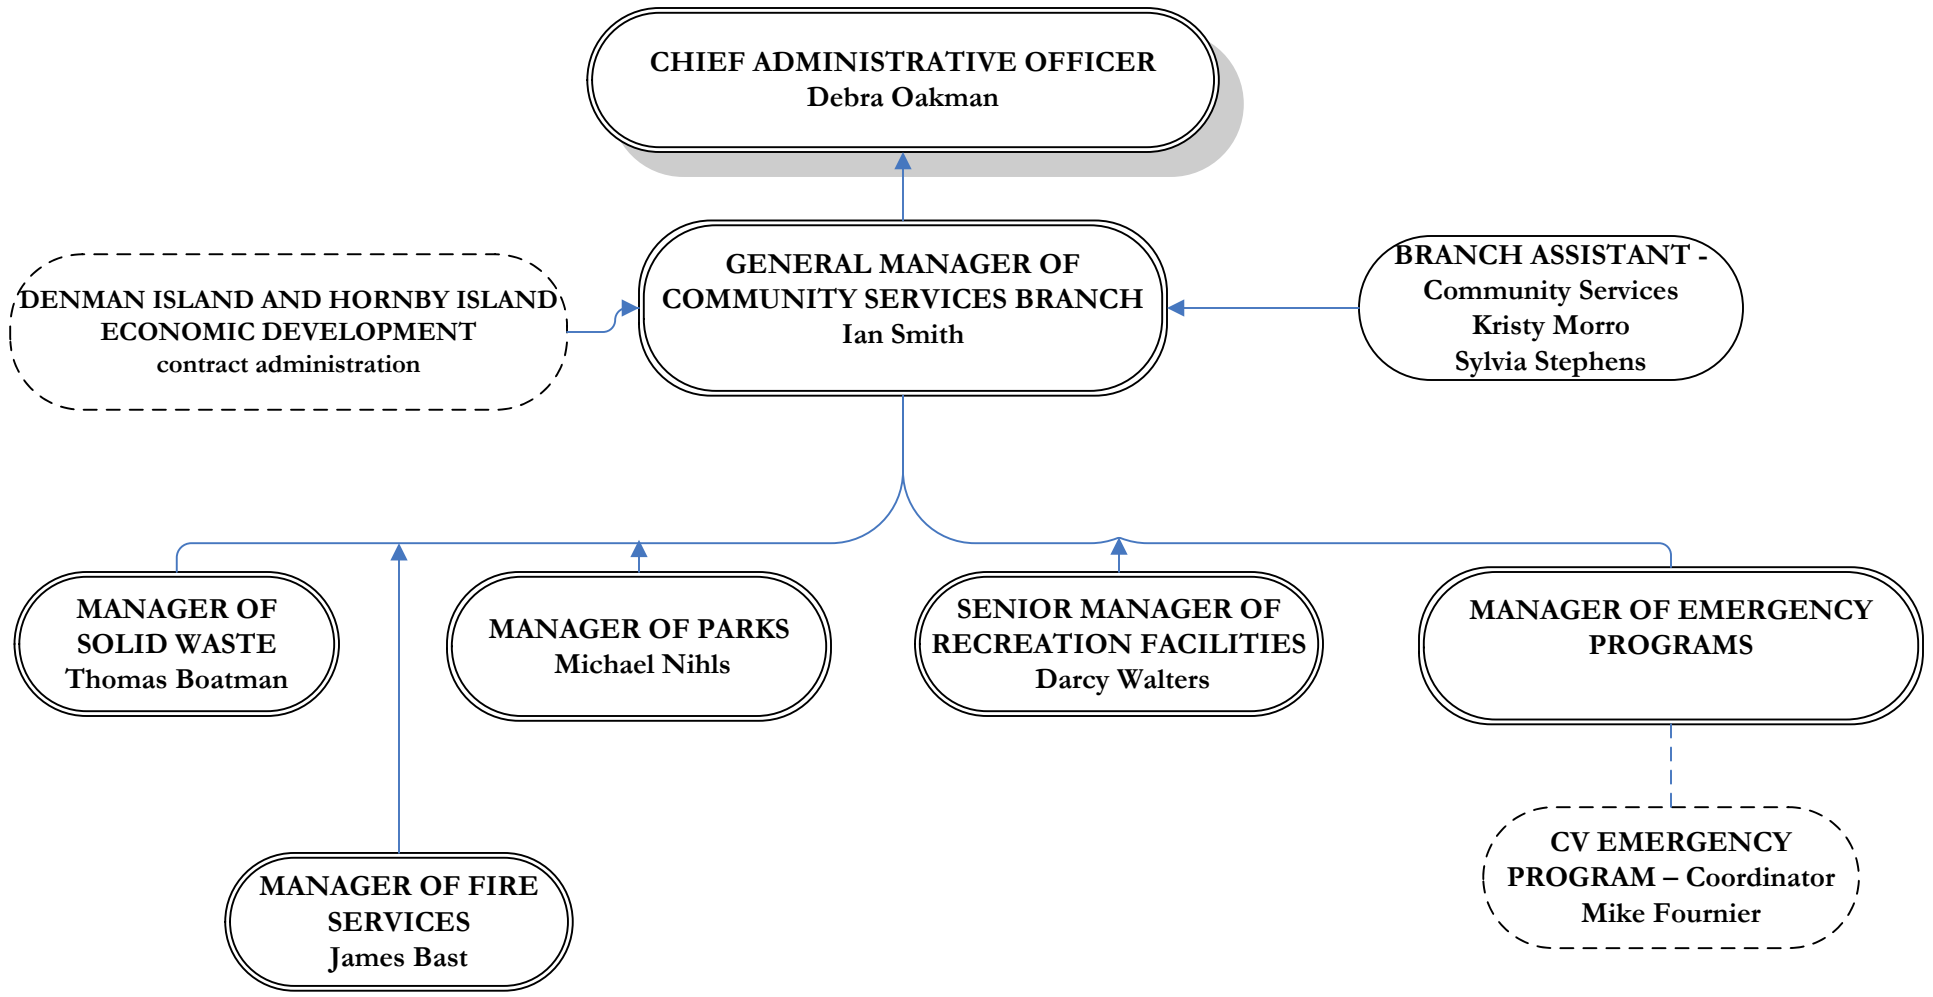 CHIEF ADMINISTRATIVE OFFICER
Debra Oakman
GENERAL MANAGER OF
COMMUNITY SERVICES BRANCH
Ian Smith
DENMAN ISLAND AND HORNBY ISLAND
ECONOMIC DEVELOPMENT
contract administration
BRANCH ASSISTANT -
Community Services
Kristy Morro
Sylvia Stephens
MANAGER OF
SOLID WASTE
Thomas Boatman
MANAGER OF PARKS
Michael Nihls
SENIOR MANAGER OF
RECREATION FACILITIES
Darcy Walters
MANAGER OF EMERGENCY
PROGRAMS
MANAGER OF FIRE
SERVICES
James Bast
CV EMERGENCY
PROGRAM – Coordinator
Mike Fournier